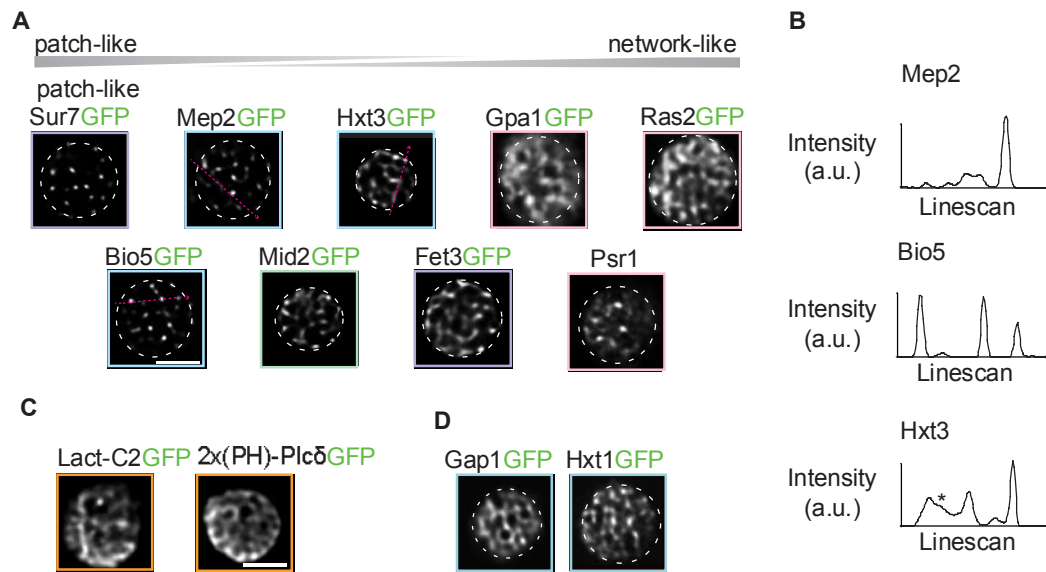 A
patch-like
network-like
patch-like
Sur7GFP
Mep2GFP
Hxt3GFP
Gpa1GFP
Ras2GFP
Bio5GFP
Mid2GFP
Fet3GFP
Psr1
B
Mep2
Intensity
(a.u.)
Linescan
Bio5
Intensity
(a.u.)
Linescan
Hxt3
Intensity
(a.u.)
*
Linescan
C
Lact-C2GFP
2x(PH)-PlcδGFP
D
Gap1GFP
Hxt1GFP